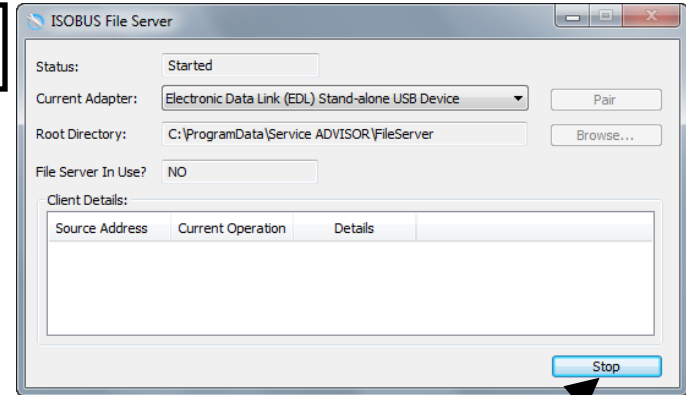 ISOBUS File Server
Status: Started
Current Adapter: Electronic Data Link (EDL) Stand-alone USB Device Pair
Root Directory: C:\ProgramData\Service ADVISOR\FileServer Browse...
File Server In Use? NO
Client Details:
Source Address Current Operation Details
Stop